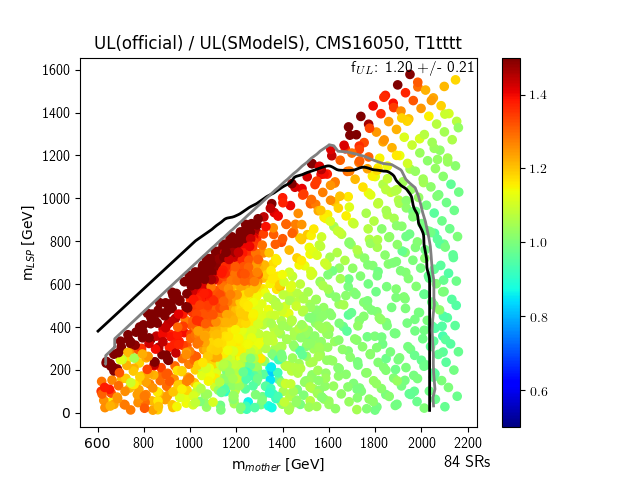 UL(official) / UL(SModelS), CMS16050, T1tttt
f_UL: 1.20 +/- 0.21
1600
1400
1200
1000
800
600
400
200
0
m_LSP [GeV]
600 800 1000 1200 1400 1600 1800 2000 2200
m_mother [GeV]
84 SRs
1.4
1.2
1.0
0.8
0.6